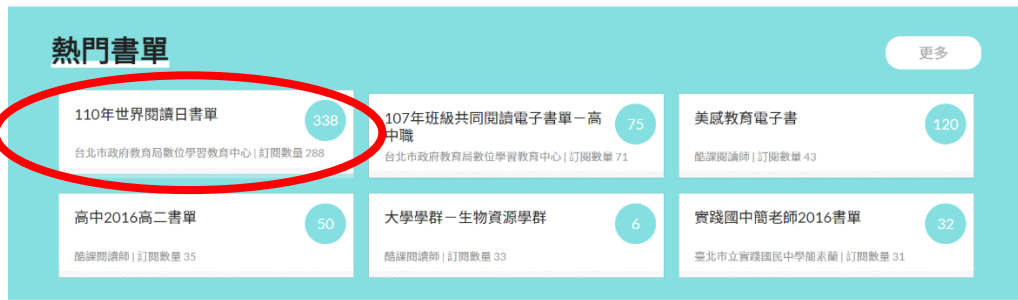 熱門書單
更多
110年世界閱讀日書單
338
台北市政府教育局數位學習教育中心 | 訂閱數量 288
107年班級共同閱讀電子書單－高
中職
75
台北市政府教育局數位學習教育中心 | 訂閱數量 71
美感教育電子書
120
酷課閱讀師 | 訂閱數量 43
高中2016高二書單
50
酷課閱讀師 | 訂閱數量 35
大學學群－生物資源學群
6
酷課閱讀師 | 訂閱數量 33
實踐國中簡老師2016書單
32
臺北市立實踐國民中學簡素蘭 | 訂閱數量 31